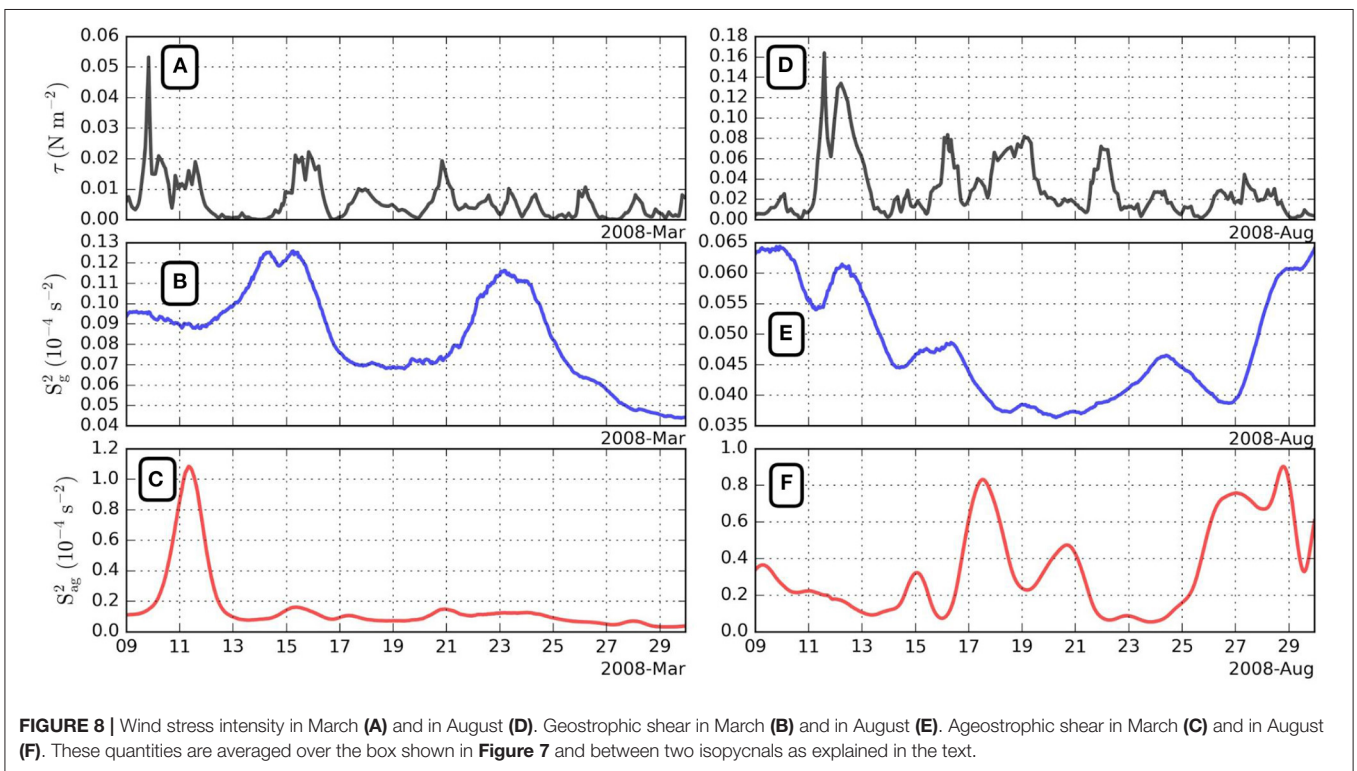 A
0.06
0.05
0.04
0.03
0.02
0.01
0.00
τ (N m−2)
2008-Mar
D
0.18
0.16
0.14
0.12
0.10
0.08
0.06
0.04
0.02
0.00
2008-Aug
B
0.13
0.12
0.11
0.10
0.09
0.08
0.07
0.06
0.05
0.04
S2g (10−4 s−2)
2008-Mar
E
0.065
0.060
0.055
0.050
0.045
0.040
0.035
2008-Aug
C
1.2
1.0
0.8
0.6
0.4
0.2
0.0
S2ag (10−4 s−2)
09 11 13 15 17 19 21 23 25 27 29
2008-Mar
F
1.0
0.8
0.6
0.4
0.2
0.0
09 11 13 15 17 19 21 23 25 27 29
2008-Aug
FIGURE 8 | Wind stress intensity in March (A) and in August (D). Geostrophic shear in March (B) and in August (E). Ageostrophic shear in March (C) and in August
(F). These quantities are averaged over the box shown in Figure 7 and between two isopycnals as explained in the text.